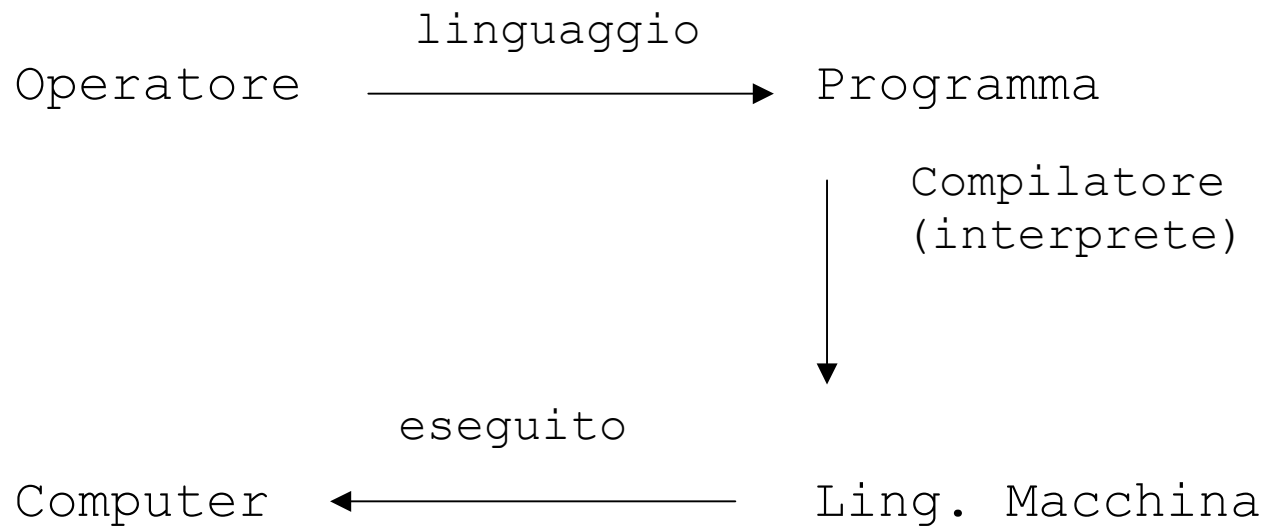 linguaggio
Operatore
Programma
Compilatore
(interprete)
eseguito
Computer
Ling. Macchina